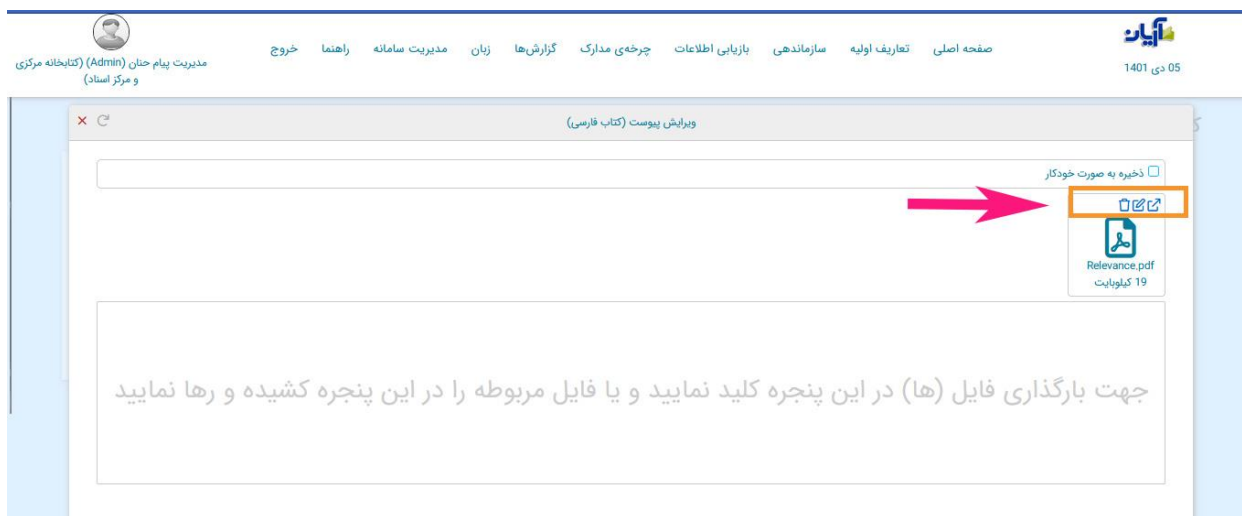 آپان
05 دی 1401
صفحه اصلی تعاریف اولیه سازماندهی بازیابی اطلاعات چرخه‌ی مدارک گزارش‌ها زبان مدیریت سامانه راهنما خروج
مدیریت پیام حنان (Admin) (کتابخانه مرکزی
و مرکز اسناد)
ویرایش پیوست (کتاب فارسی)
ذخیره به صورت خودکار
Relevance.pdf
19 کیلوبایت
جهت بارگذاری فایل (ها) در این پنجره کلید نمایید و یا فایل مربوطه را در این پنجره کشیده و رها نمایید